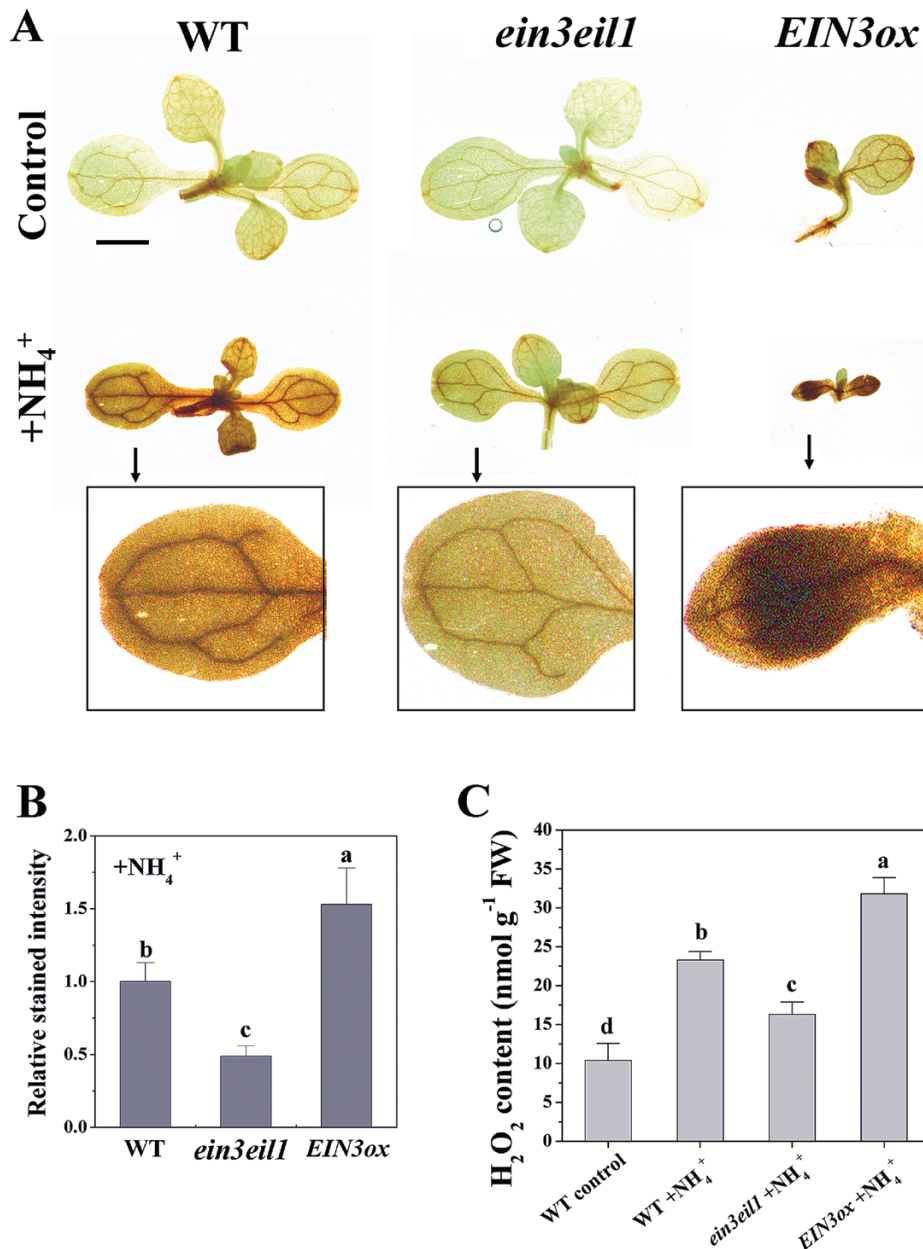 A
WT
ein3eil1
EIN3ox
Control
+NH₄⁺
B
Relative stained intensity
2.0
1.5
1.0
0.5
0.0
+NH₄⁺
b
c
a
WT
ein3eil1
EIN3ox
C
H₂O₂ content (nmol g⁻¹ FW)
40
35
30
25
20
15
10
5
0
d
b
c
a
WT control
WT +NH₄⁺
ein3eil1 +NH₄⁺
EIN3ox +NH₄⁺